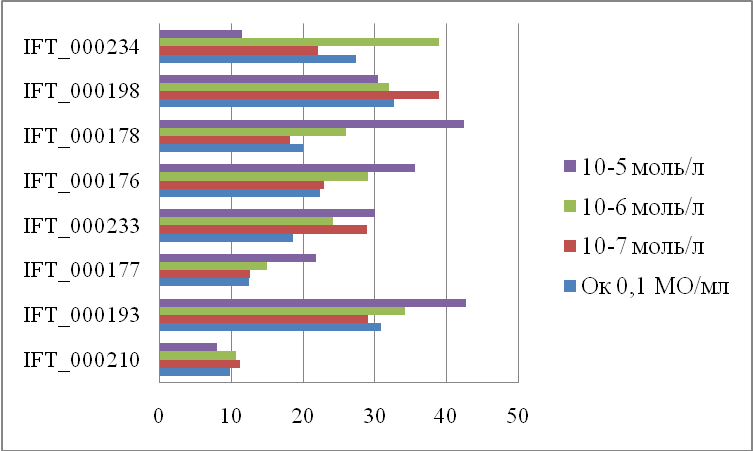 IFT_000234
IFT_000198
IFT_000178
IFT_000176
IFT_000233
IFT_000177
IFT_000193
IFT_000210
0 10 20 30 40 50
10-5 моль/л
10-6 моль/л
10-7 моль/л
Ок 0,1 МО/мл